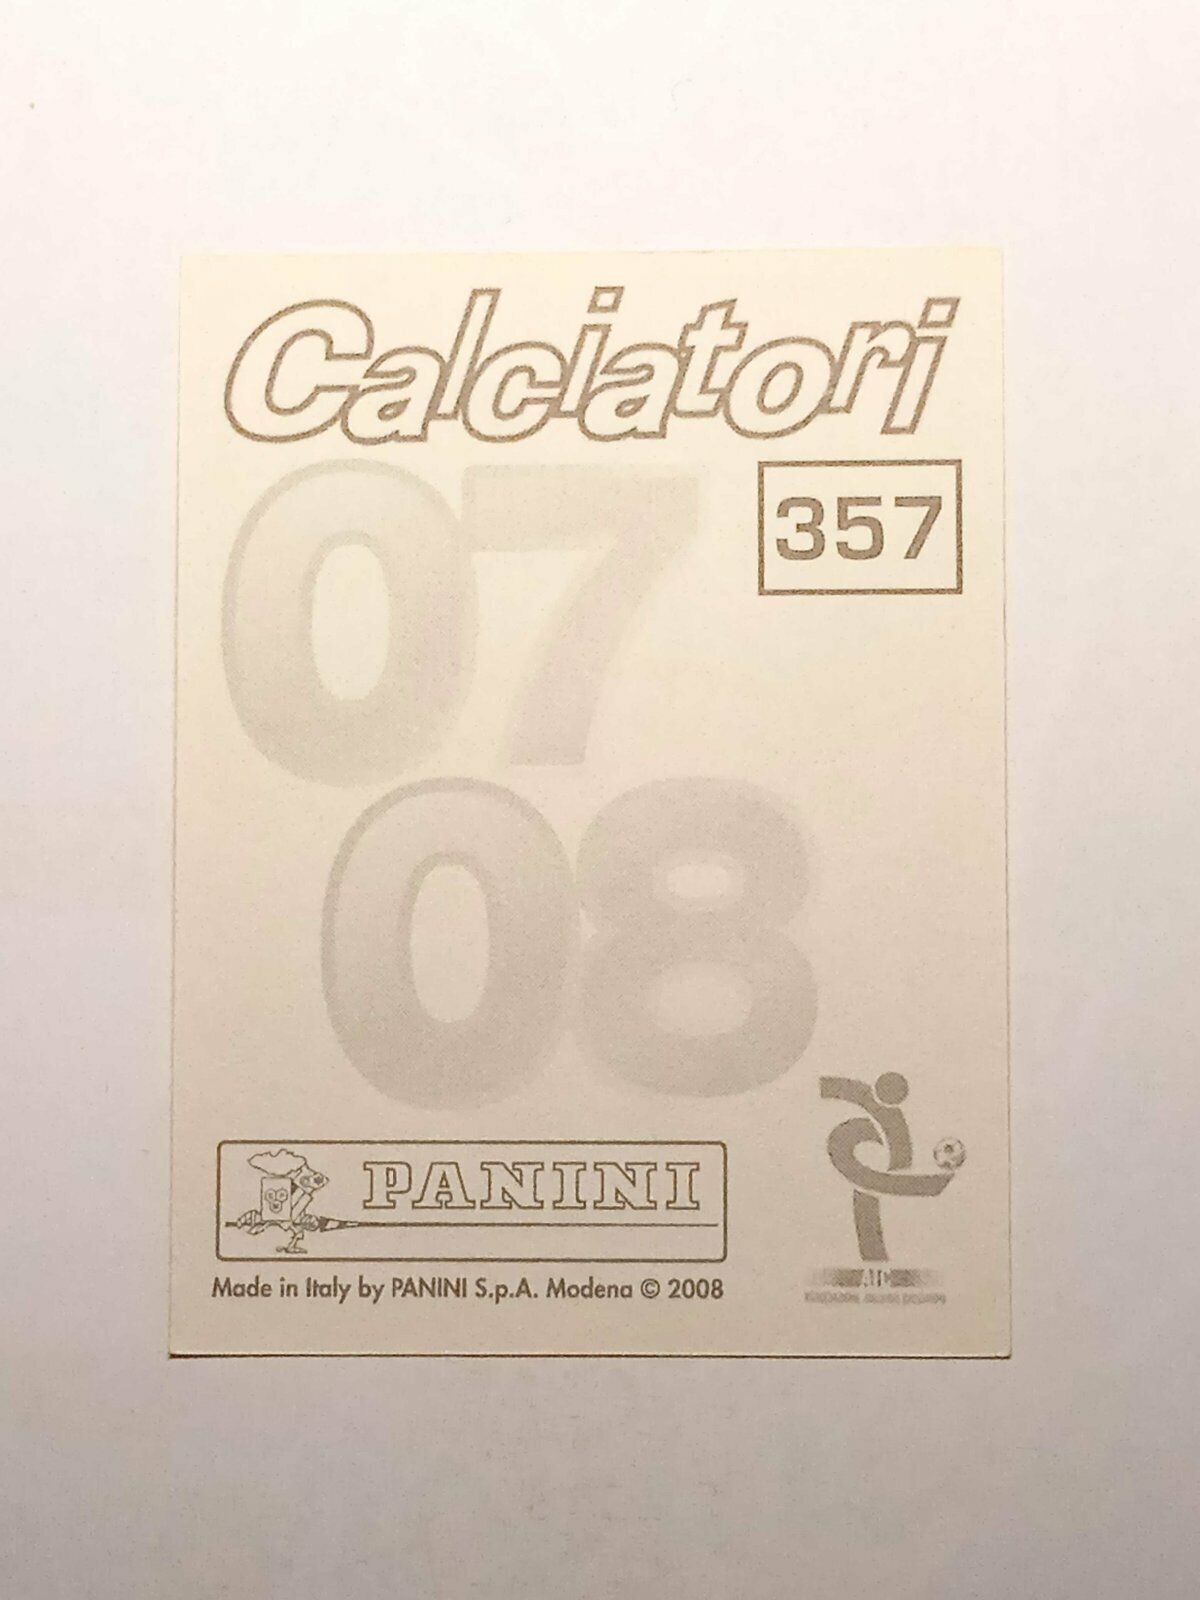 Calciatori
07
357
08
PANINI
Made in Italy by PANINI S.p.A. Modena © 2008